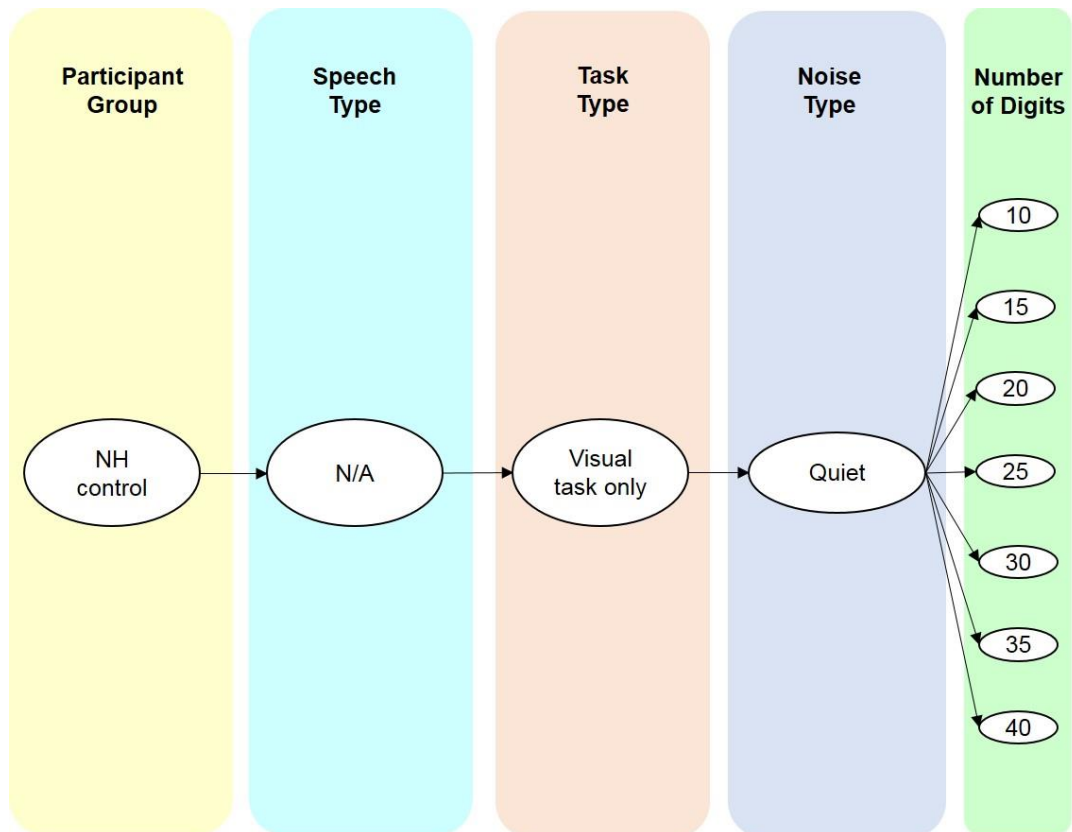 Participant
Group
Speech
Type
Task
Type
Noise
Type
Number
of Digits
NH
control
N/A
Visual
task only
Quiet
10
15
20
25
30
35
40